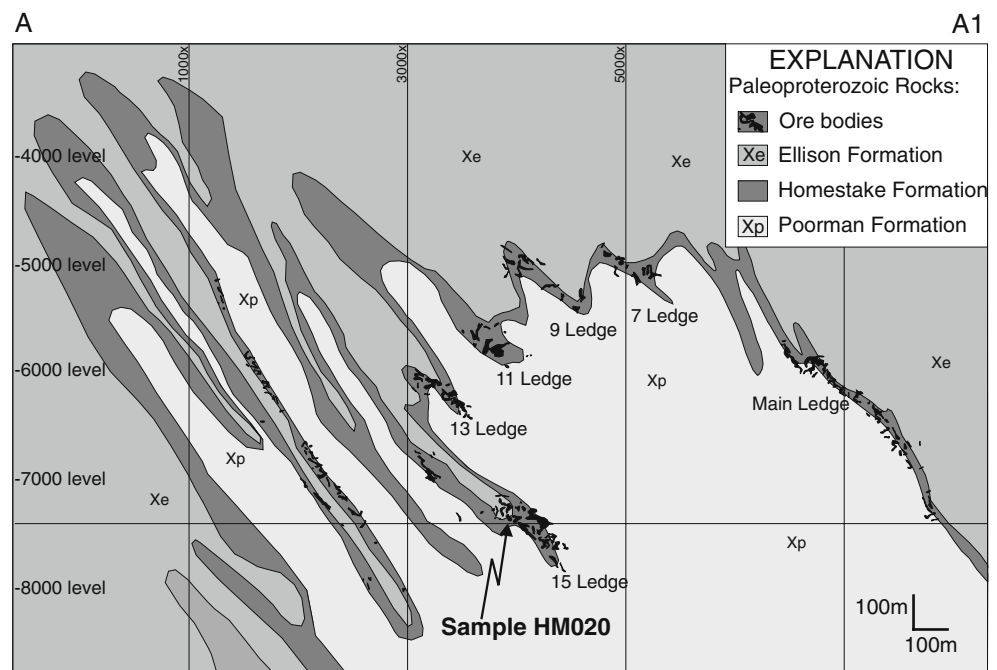 A
A1
1000x
3000x
5000x
EXPLANATION
Paleoproterozoic Rocks:
Ore bodies
Xe Ellison Formation
Homestake Formation
Xp Poorman Formation
-4000 level
-5000 level
-6000 level
-7000 level
-8000 level
Xe
Xe
Xp
9 Ledge
7 Ledge
11 Ledge
Xp
Xe
Main Ledge
13 Ledge
Xp
Xe
Xp
15 Ledge
Sample HM020
100m
100m